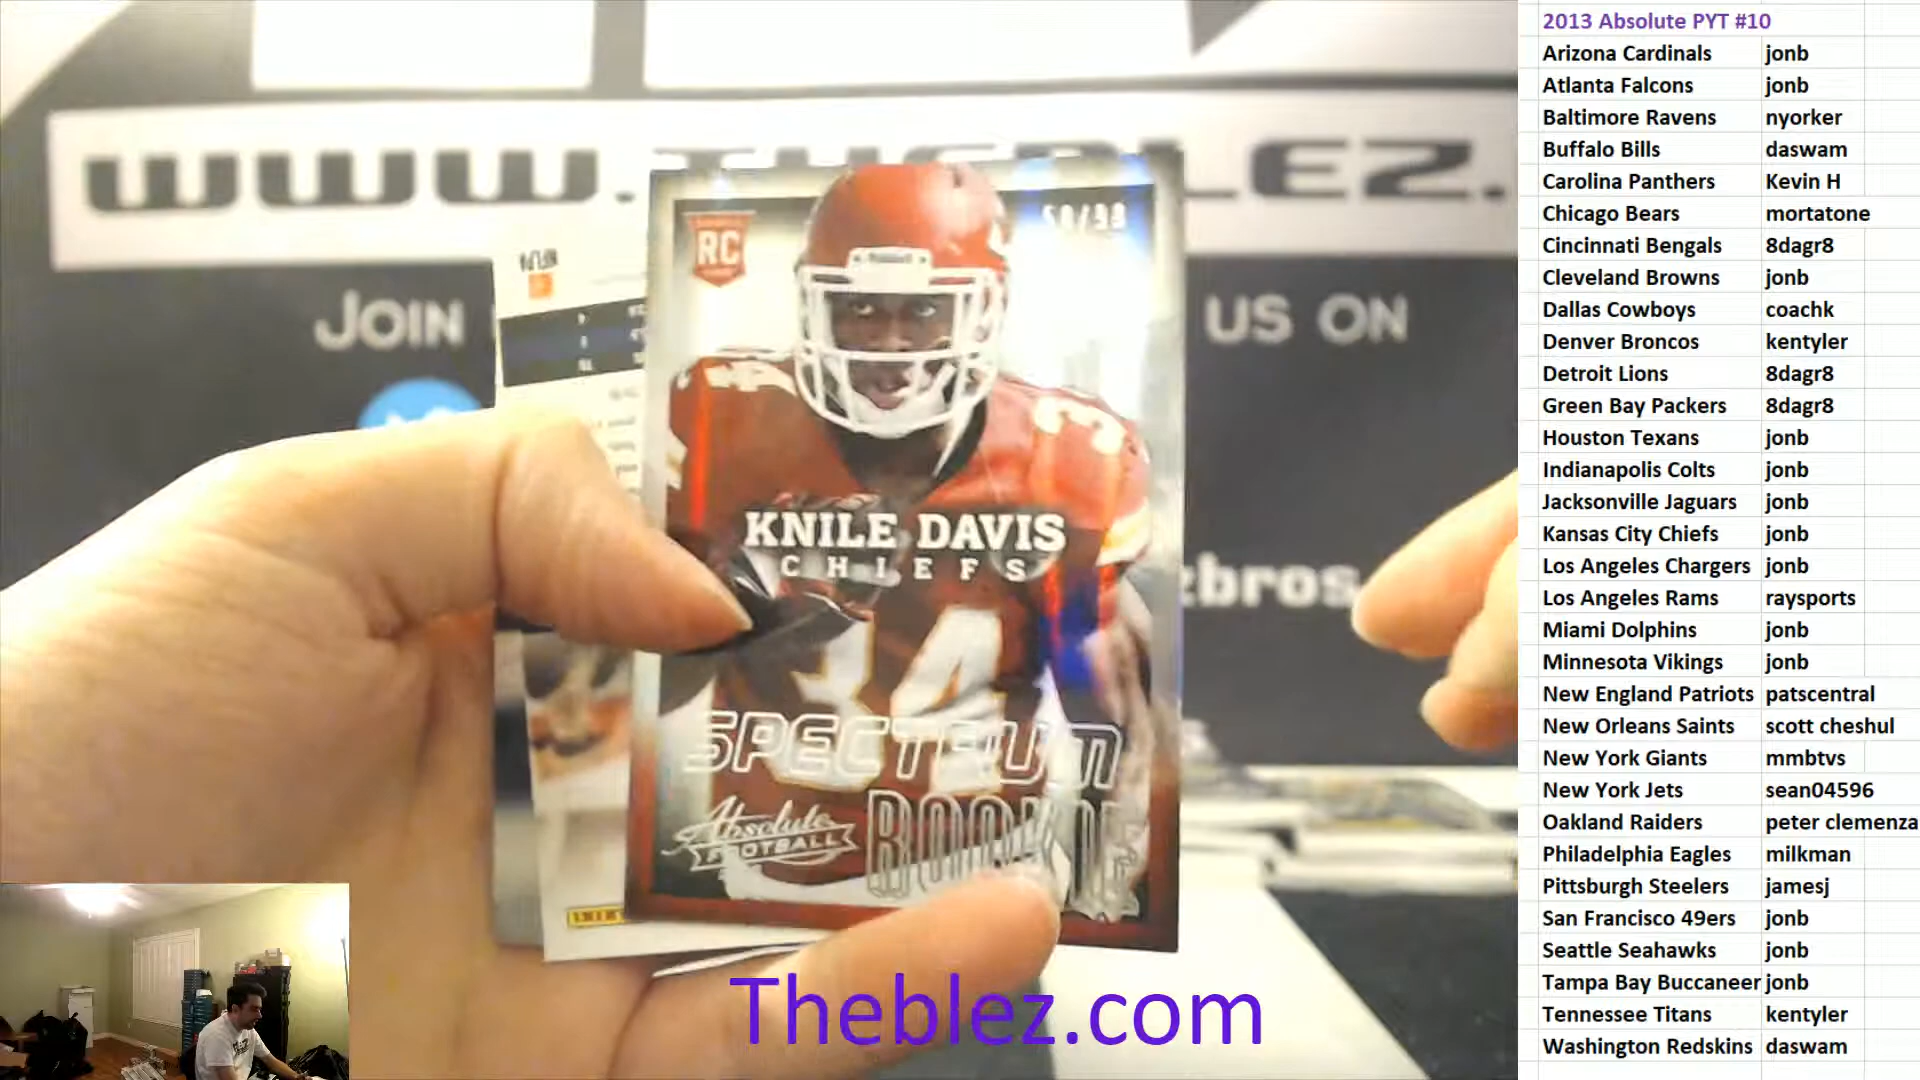 WWW.THEBLEZ.
JOIN
US ON
zbros
RC
KNILE DAVIS
CHIEFS
34
SPECTRUM
Absolute
FOOTBALL
ROOKIE
Theblez.com
2013 Absolute PYT #10
Arizona Cardinals jonb
Atlanta Falcons jonb
Baltimore Ravens nyorker
Buffalo Bills daswam
Carolina Panthers Kevin H
Chicago Bears mortatone
Cincinnati Bengals 8dagr8
Cleveland Browns jonb
Dallas Cowboys coachk
Denver Broncos kentyler
Detroit Lions 8dagr8
Green Bay Packers 8dagr8
Houston Texans jonb
Indianapolis Colts jonb
Jacksonville Jaguars jonb
Kansas City Chiefs jonb
Los Angeles Chargers jonb
Los Angeles Rams raysports
Miami Dolphins jonb
Minnesota Vikings jonb
New England Patriots patscentral
New Orleans Saints scott cheshul
New York Giants mmbtvs
New York Jets sean04596
Oakland Raiders peter clemenza
Philadelphia Eagles milkman
Pittsburgh Steelers jamesj
San Francisco 49ers jonb
Seattle Seahawks jonb
Tampa Bay Buccaneer jonb
Tennessee Titans kentyler
Washington Redskins daswam